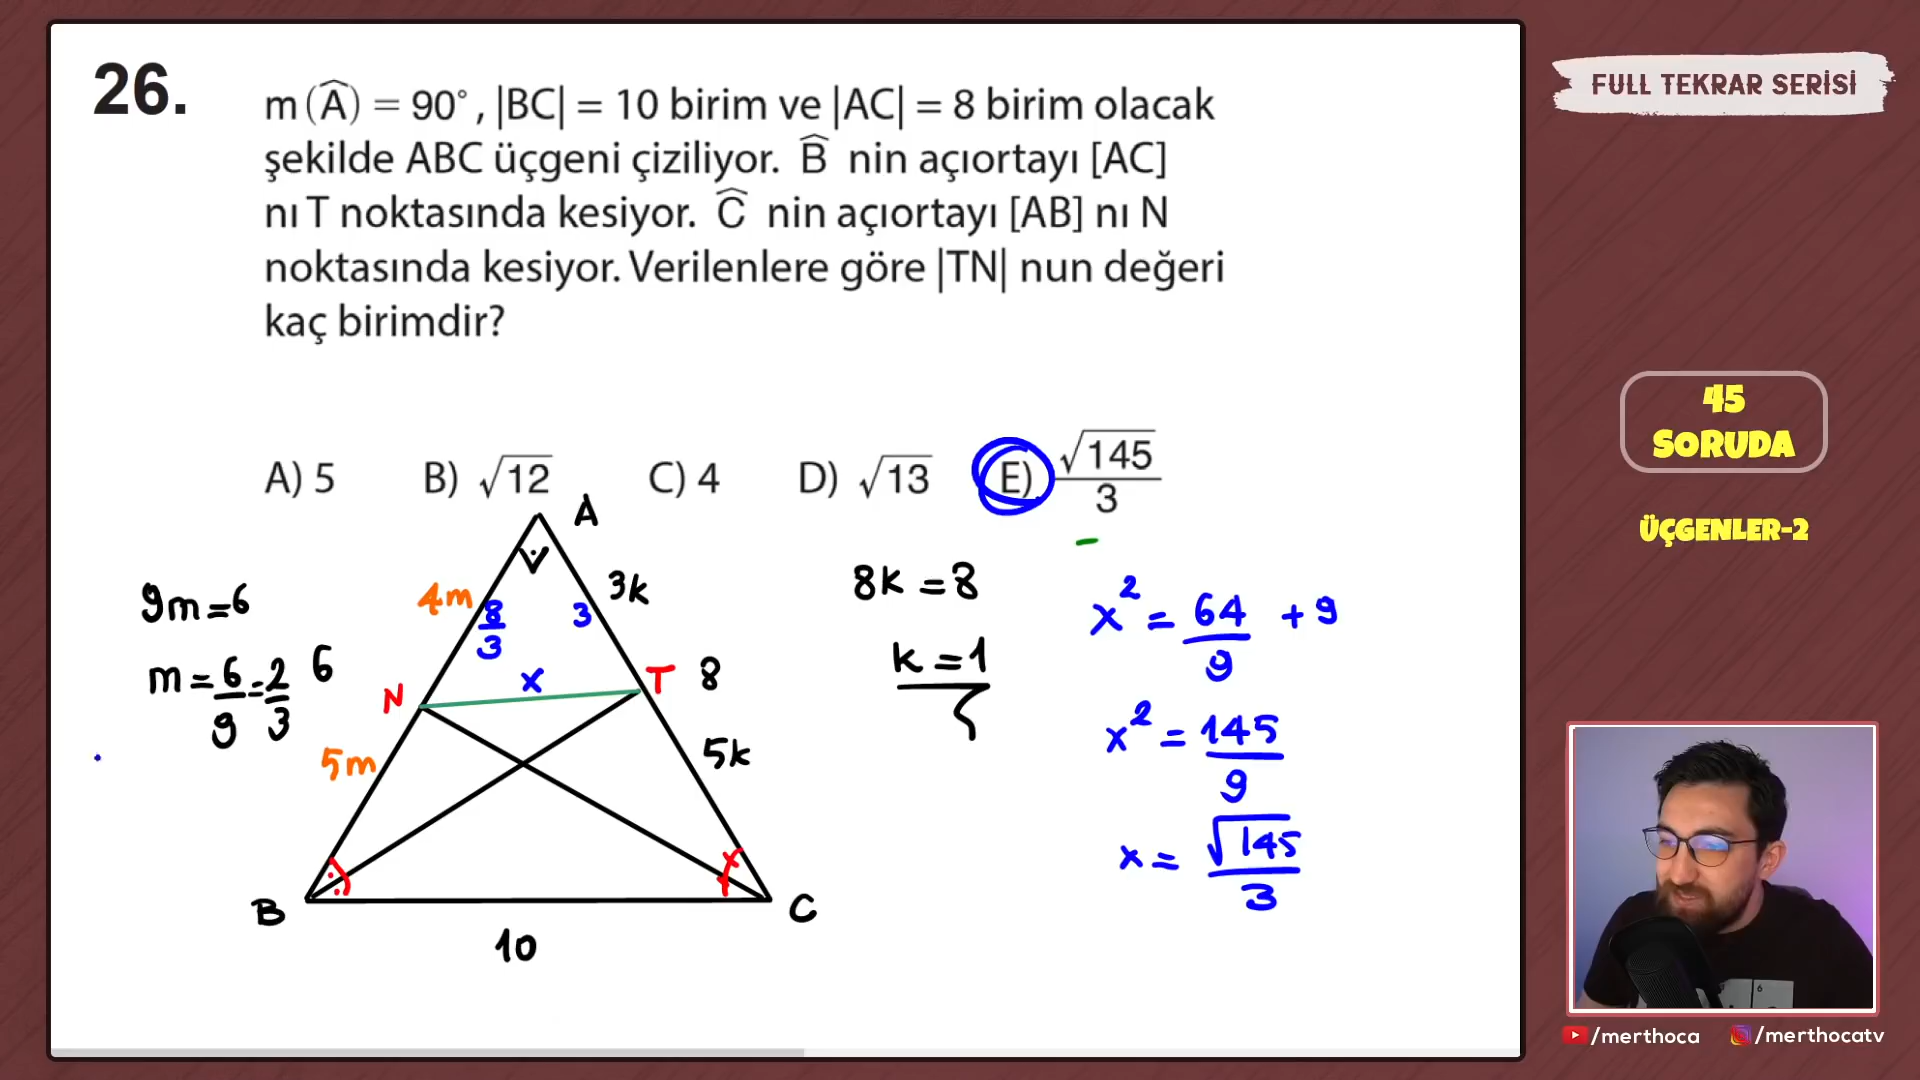 26.
m(Â) = 90°, |BC| = 10 birim ve |AC| = 8 birim olacak
şekilde ABC üçgeni çiziliyor. B̂ nin açıortayı [AC]
nı T noktasında kesiyor. Ĉ nin açıortayı [AB] nı N
noktasında kesiyor. Verilenlere göre |TN| nun değeri
kaç birimdir?
A) 5 B) √12 C) 4 D) √13 E) √145/3
A
9m = 6
m = 6/9 = 2/3
6
4m
8/3
3
3k
x
N
T
8
5m
5k
B
C
10
8k = 8
k = 1
x² = 64/9 + 9
x² = 145/9
x = √145/3
FULL TEKRAR SERİSİ
45
SORUDA
ÜÇGENLER-2
/merthoca /merthocatv